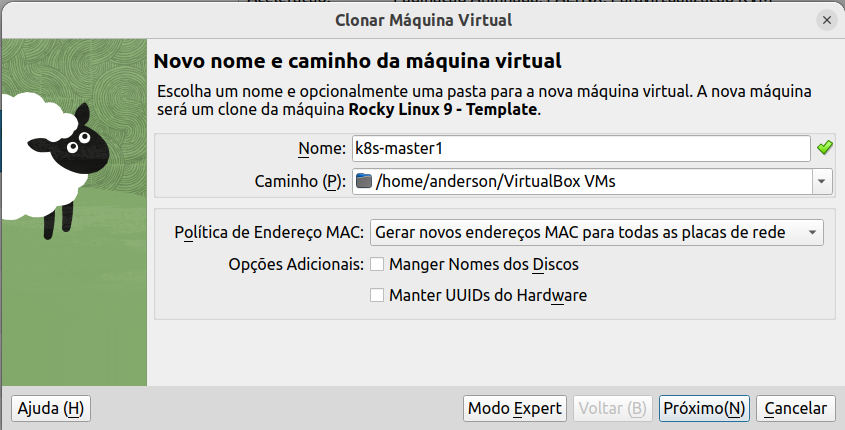 Clonar Máquina Virtual
Novo nome e caminho da máquina virtual
Escolha um nome e opcionalmente uma pasta para a nova máquina virtual. A nova máquina
será um clone da máquina Rocky Linux 9 - Template.
Nome: k8s-master1
Caminho (P): /home/anderson/VirtualBox VMs
Política de Endereço MAC: Gerar novos endereços MAC para todas as placas de rede
Opções Adicionais: Manger Nomes dos Discos
Manter UUIDs do Hardware
Ajuda (H) Modo Expert Voltar (B) Próximo(N) Cancelar